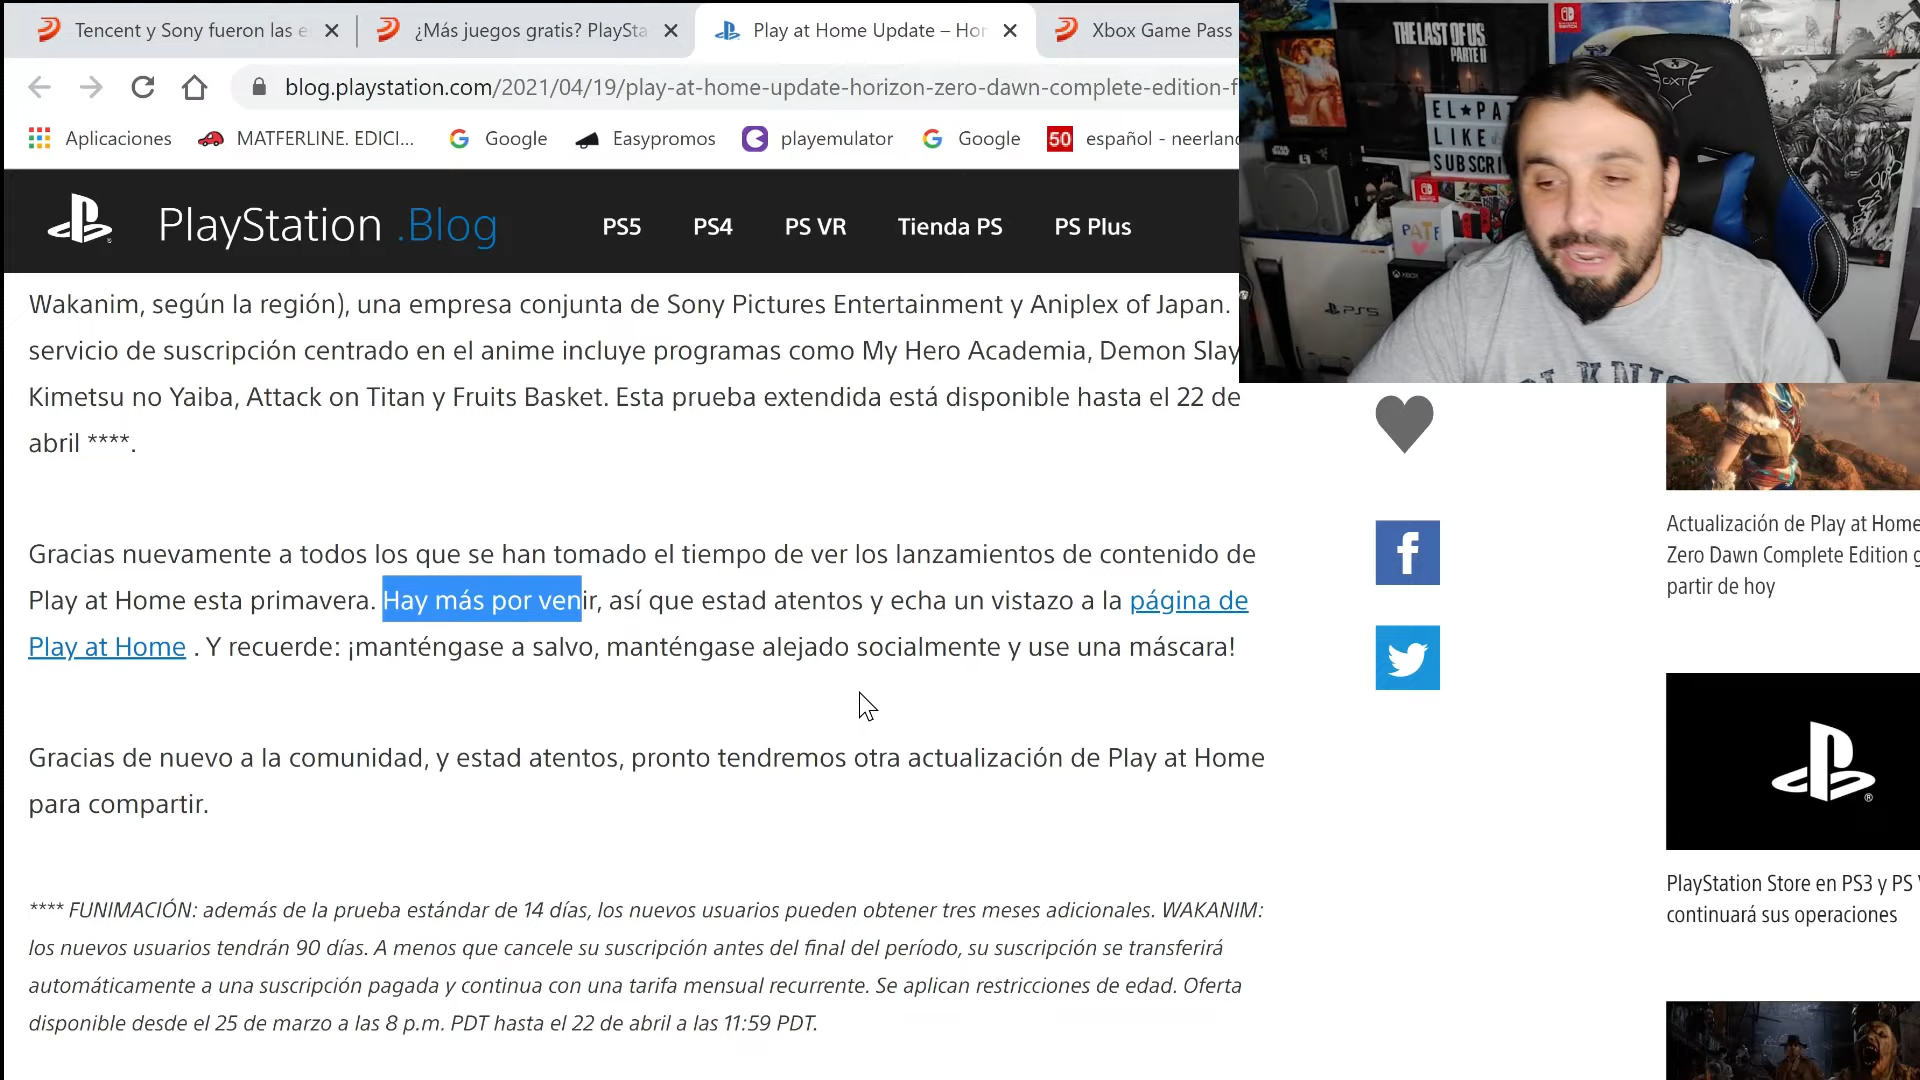 Tencent y Sony fueron las e
¿Más juegos gratis? PlaySta
Play at Home Update – Hor
Xbox Game Pass
blog.playstation.com/2021/04/19/play-at-home-update-horizon-zero-dawn-complete-edition-f
Aplicaciones
MATFERLINE. EDICI...
Google
Easypromos
playemulator
Google
50
español - neerland
PlayStation .Blog
PS5
PS4
PS VR
Tienda PS
PS Plus
THE LAST OF US
PARTE II
GXT
EL★PAT
LIKE
SUBSCRI
PATF
XBOX
PS5
STAR WARS
NINTENDO SWITCH
Wakanim, según la región), una empresa conjunta de Sony Pictures Entertainment y Aniplex of Japan.
servicio de suscripción centrado en el anime incluye programas como My Hero Academia, Demon Slay
Kimetsu no Yaiba, Attack on Titan y Fruits Basket. Esta prueba extendida está disponible hasta el 22 de
abril ****.
Gracias nuevamente a todos los que se han tomado el tiempo de ver los lanzamientos de contenido de
Play at Home esta primavera. Hay más por venir, así que estad atentos y echa un vistazo a la página de
Play at Home . Y recuerde: ¡manténgase a salvo, manténgase alejado socialmente y use una máscara!
Gracias de nuevo a la comunidad, y estad atentos, pronto tendremos otra actualización de Play at Home
para compartir.
**** FUNIMACIÓN: además de la prueba estándar de 14 días, los nuevos usuarios pueden obtener tres meses adicionales. WAKANIM:
los nuevos usuarios tendrán 90 días. A menos que cancele su suscripción antes del final del período, su suscripción se transferirá
automáticamente a una suscripción pagada y continua con una tarifa mensual recurrente. Se aplican restricciones de edad. Oferta
disponible desde el 25 de marzo a las 8 p.m. PDT hasta el 22 de abril a las 11:59 PDT.
Actualización de Play at Home
Zero Dawn Complete Edition g
partir de hoy
PlayStation Store en PS3 y PS V
continuará sus operaciones